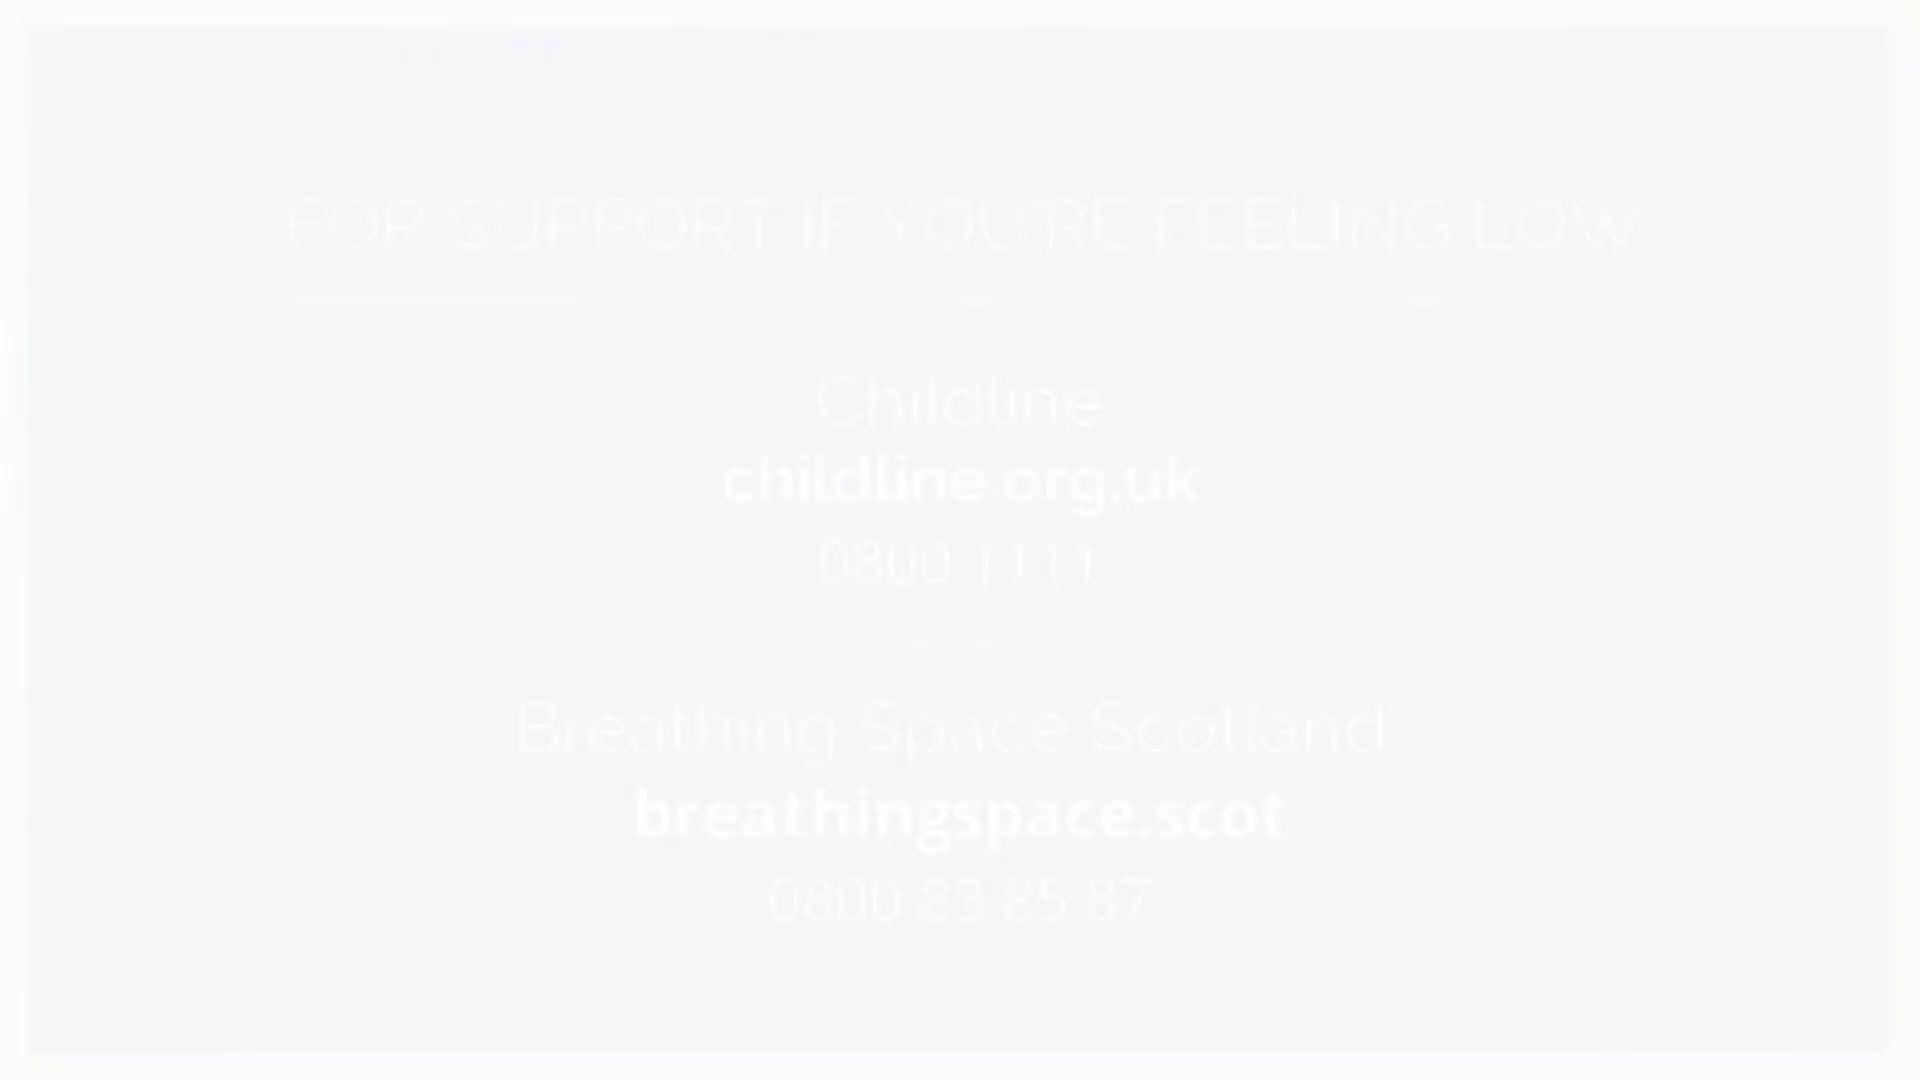 FOR SUPPORT IF YOU'RE FEELING LOW
Childline
childline.org.uk
0800 1111
Breathing Space Scotland
breathingspace.scot
0800 83 85 87